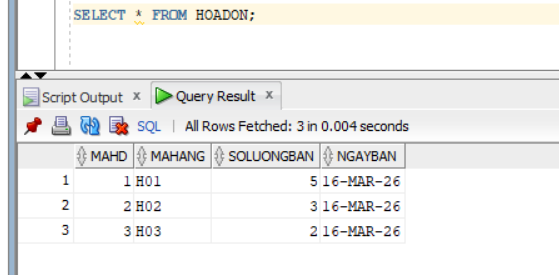 SELECT * FROM HOADON;
Script Output x Query Result x
SQL | All Rows Fetched: 3 in 0.004 seconds
MAHD MAHANG SOLUONGBAN NGAYBAN
1 1 H01 5 16-MAR-26
2 2 H02 3 16-MAR-26
3 3 H03 2 16-MAR-26